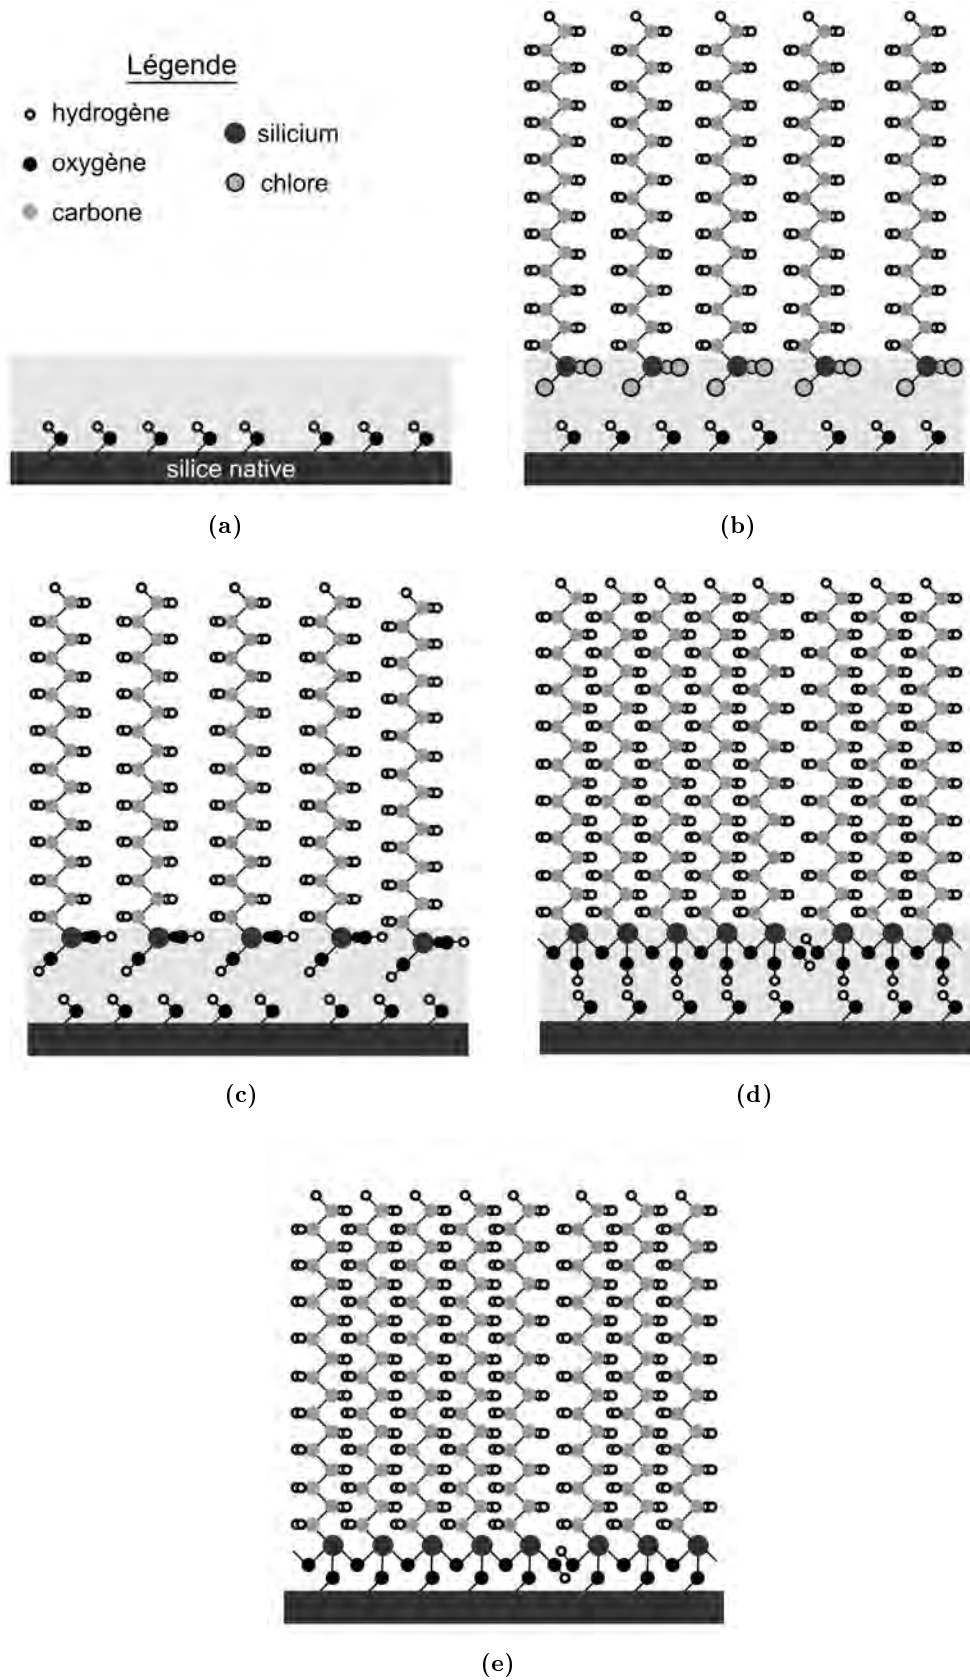 Légende
hydrogène
oxygène
carbone
silicium
chlore
silice native
(a)
(b)
(c)
(d)
(e)